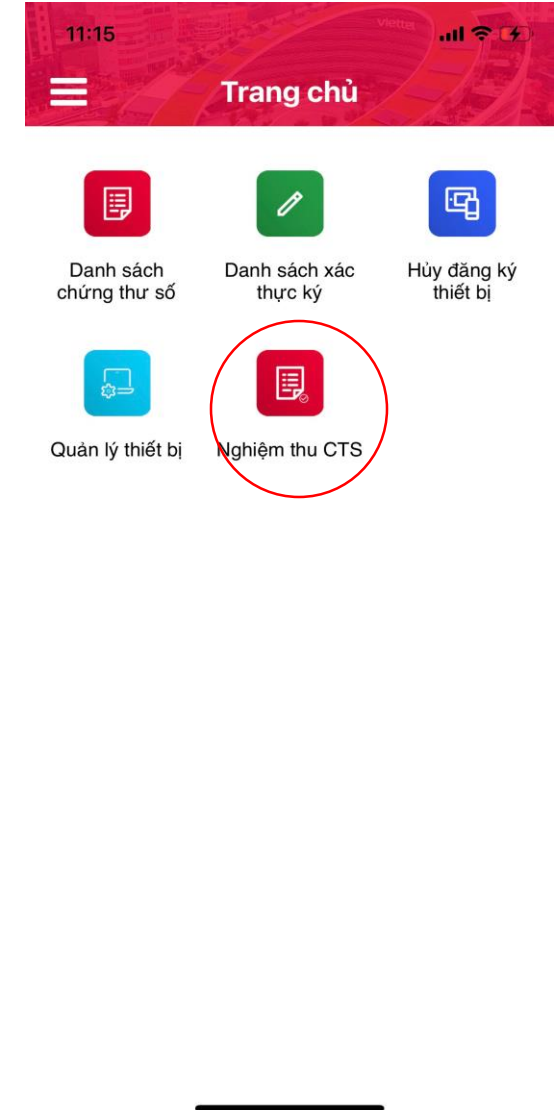 11:15
viettel
Trang chủ
Danh sách
chứng thư số
Danh sách xác
thực ký
Hủy đăng ký
thiết bị
Quản lý thiết bị
Nghiệm thu CTS